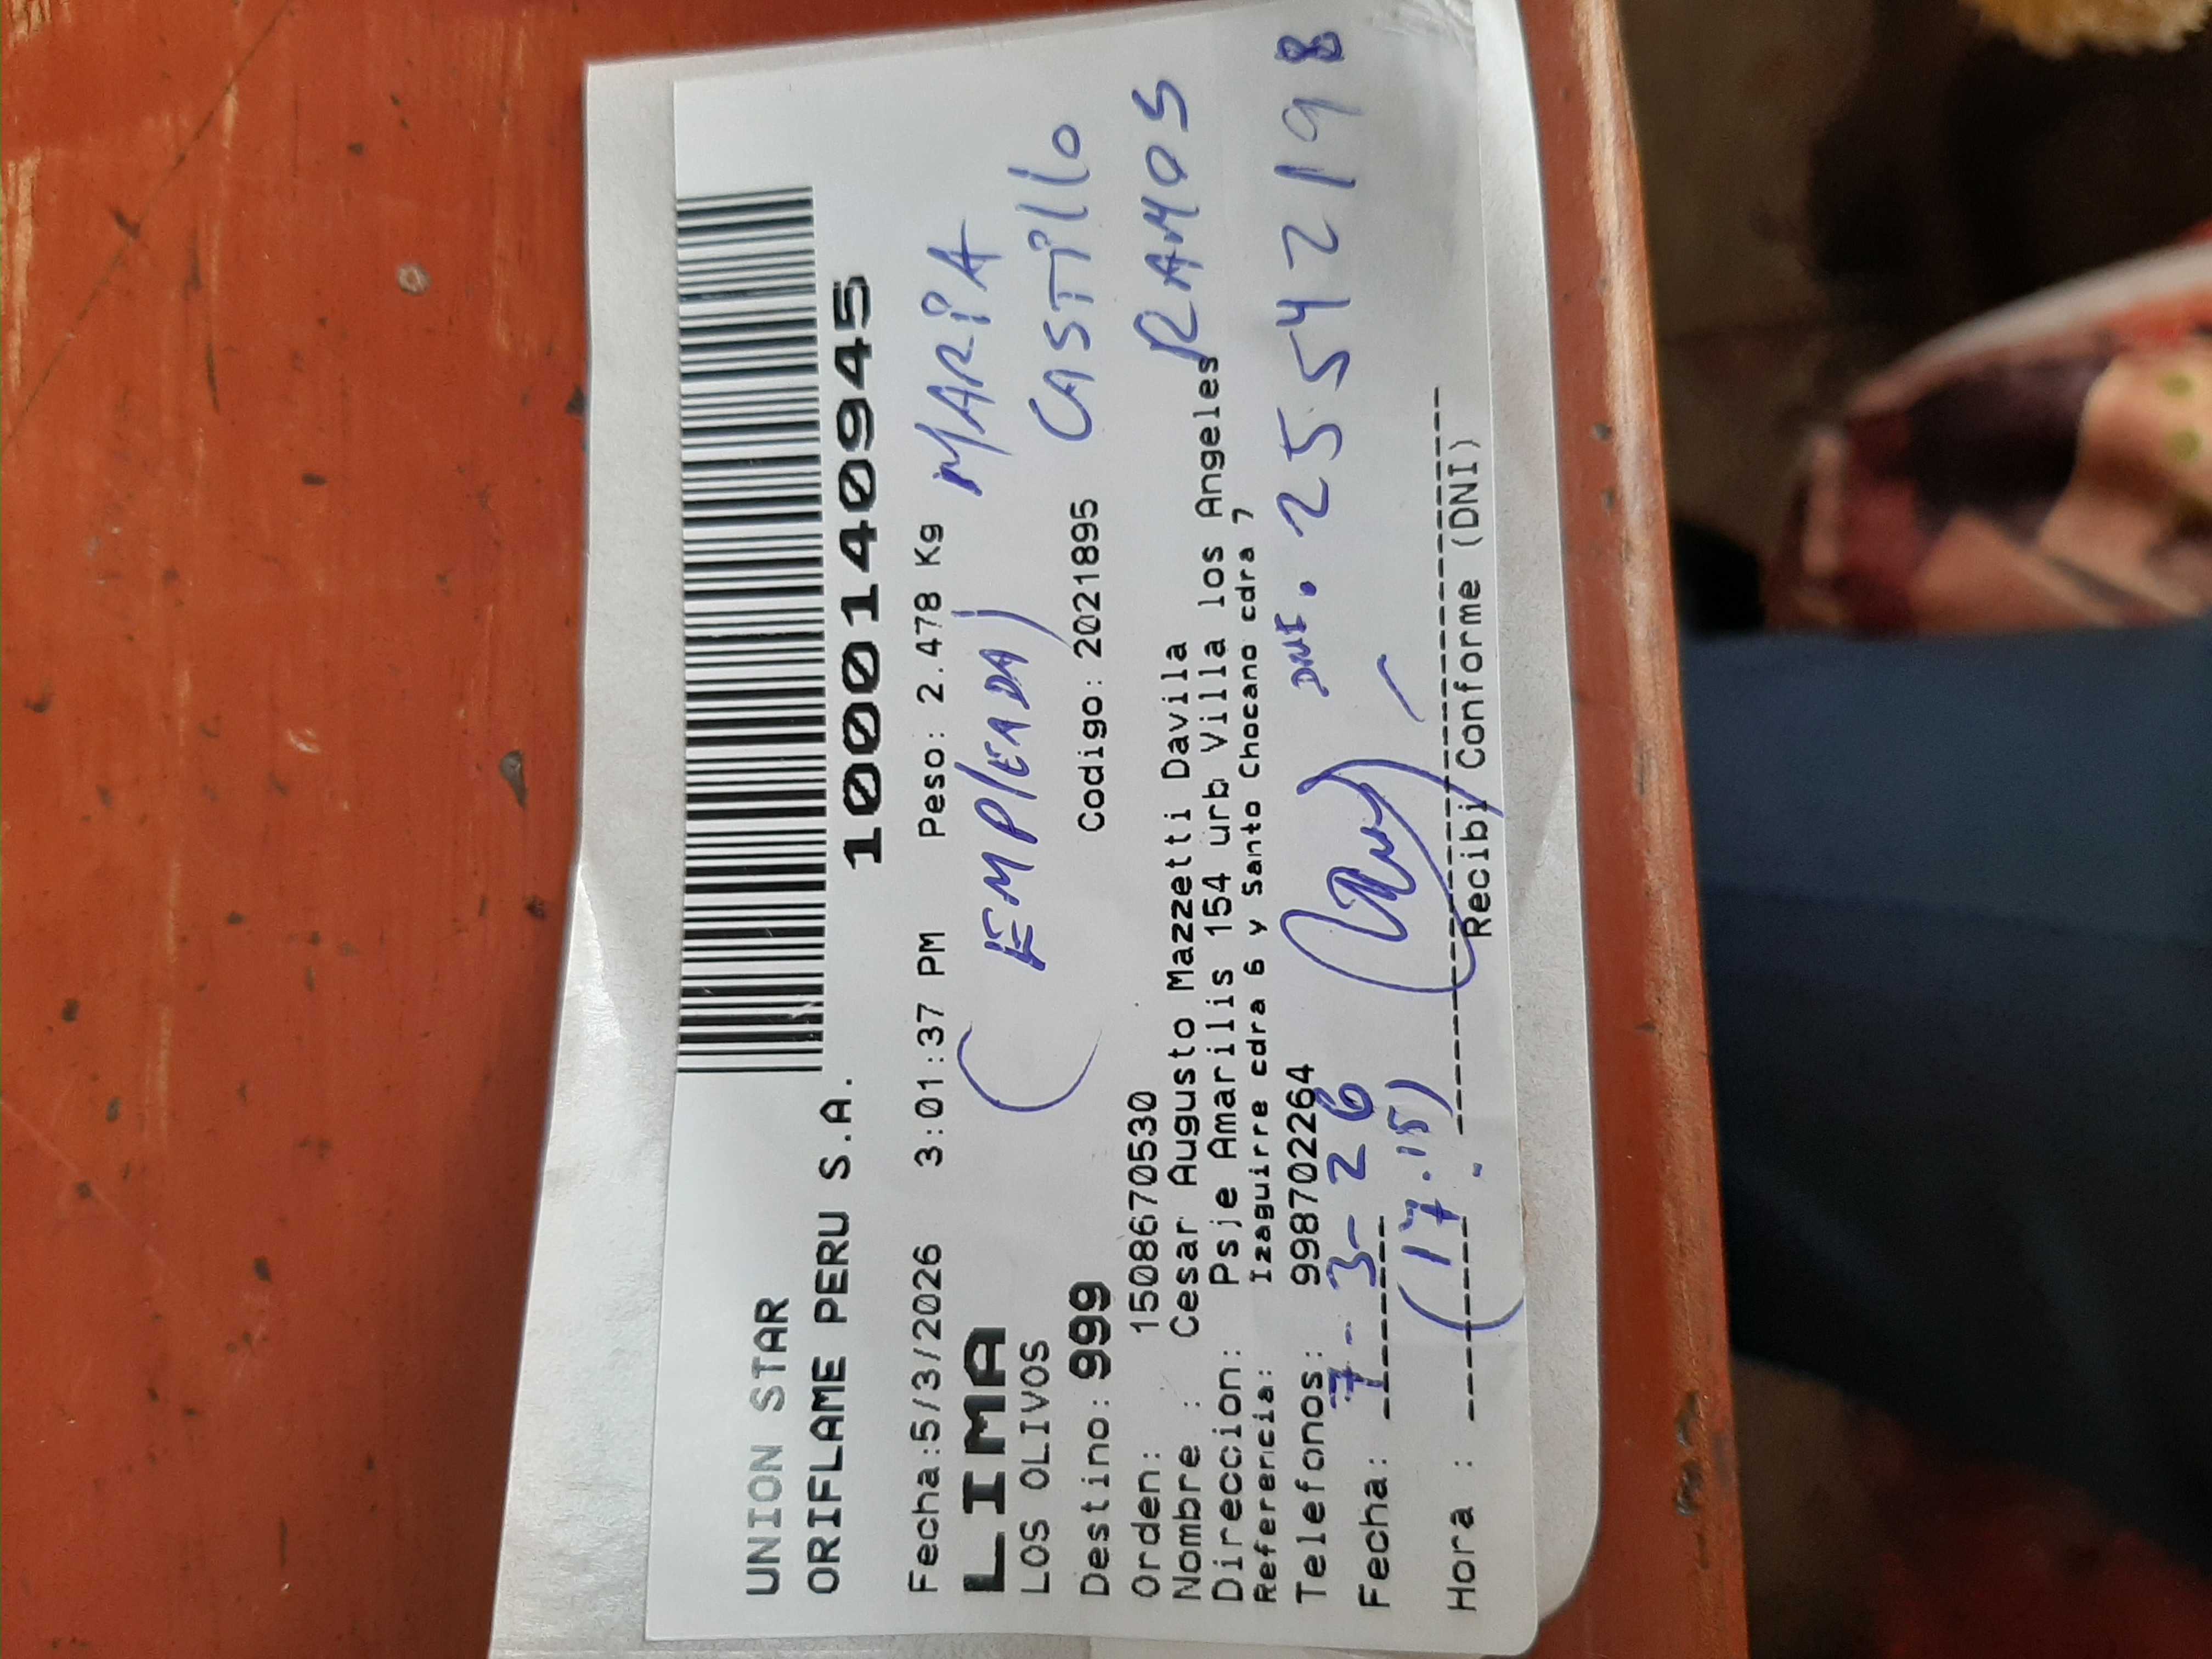 UNION STAR
ORIFLAME PERU S.A.
1000140945
Fecha:5/3/2026 3:01:37 PM Peso: 2.478 Kg
MARiA
LIMA
(EMPlEADA)
CASTillo
LOS OLIVOS
Destino: 999 Codigo: 2021895
RAMOS
Orden: 1508670530
Nombre : Cesar Augusto Mazzetti Davila
Direccion: Psje Amarilis 154 urb Villa los Angeles
Referencia: Izaguirre cdra 6 y Santo Chocano cdra 7
Telefonos: 998702264
DNI. 25542198
Fecha: 7-3-26
Hora : (17:15)
Recibi Conforme (DNI)